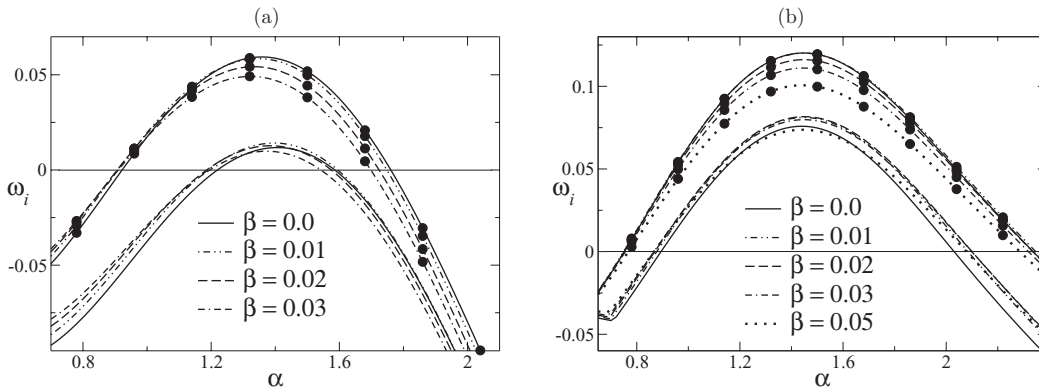 (a)
(b)
0.05
0
-0.05
ω_i
0.8
1.2
1.6
2
α
β = 0.0
β = 0.01
β = 0.02
β = 0.03
0.1
0.05
0
-0.05
ω_i
0.8
1.2
1.6
2
α
β = 0.0
β = 0.01
β = 0.02
β = 0.03
β = 0.05